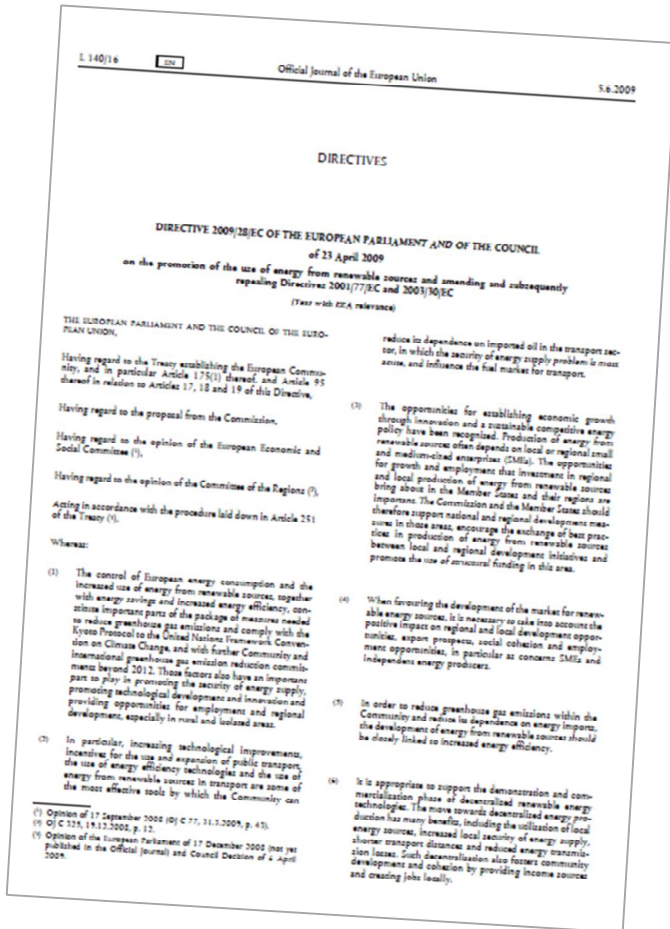 L 140/16
EN
Official Journal of the European Union
5.6.2009
DIRECTIVES
DIRECTIVE 2009/28/EC OF THE EUROPEAN PARLIAMENT AND OF THE COUNCIL
of 23 April 2009
on the promotion of the use of energy from renewable sources and amending and subsequently
repealing Directives 2001/77/EC and 2003/30/EC
(Text with EEA relevance)
THE EUROPEAN PARLIAMENT AND THE COUNCIL OF THE EURO-
PEAN UNION,
Having regard to the Treaty establishing the European Commu-
nity, and in particular Article 175(1) thereof, and Article 95
thereof in relation to Articles 17, 18 and 19 of this Directive,
Having regard to the proposal from the Commission,
Having regard to the opinion of the European Economic and
Social Committee (1),
Having regard to the opinion of the Committee of the Regions (2),
Acting in accordance with the procedure laid down in Article 251
of the Treaty (3),
Whereas:
(1) The control of European energy consumption and the
increased use of energy from renewable sources, together
with energy savings and increased energy efficiency, con-
stitute important parts of the package of measures needed
to reduce greenhouse gas emissions and comply with the
Kyoto Protocol to the United Nations Framework Conven-
tion on Climate Change, and with further Community and
international greenhouse gas emission reduction commit-
ments beyond 2012. Those factors also have an important
part to play in promoting the security of energy supply,
promoting technological development and innovation and
providing opportunities for employment and regional
development, especially in rural and isolated areas.
(2) In particular, increasing technological improvements,
incentives for the use and expansion of public transport,
the use of energy efficiency technologies and the use of
energy from renewable sources in transport are some of
the most effective tools by which the Community can
(1) Opinion of 17 September 2008 (OJ C 77, 31.3.2009, p. 43).
(2) OJ C 325, 19.12.2008, p. 12.
(3) Opinion of the European Parliament of 17 December 2008 (not yet
published in the Official Journal) and Council Decision of 6 April
2009.
reduce its dependence on imported oil in the transport sec-
tor, in which the security of energy supply problem is most
acute, and influence the fuel market for transport.
(3) The opportunities for establishing economic growth
through innovation and a sustainable competitive energy
policy have been recognised. Production of energy from
renewable sources often depends on local or regional small
and medium-sized enterprises (SMEs). The opportunities
for growth and employment that investment in regional
and local production of energy from renewable sources
bring about in the Member States and their regions are
important. The Commission and the Member States should
therefore support national and regional development mea-
sures in those areas, encourage the exchange of best prac-
tices in production of energy from renewable sources
between local and regional development initiatives and
promote the use of structural funding in this area.
(4) When favouring the development of the market for renew-
able energy sources, it is necessary to take into account the
positive impact on regional and local development oppor-
tunities, export prospects, social cohesion and employ-
ment opportunities, in particular as concerns SMEs and
independent energy producers.
(5) In order to reduce greenhouse gas emissions within the
Community and reduce its dependence on energy imports,
the development of energy from renewable sources should
be closely linked to increased energy efficiency.
(6) It is appropriate to support the demonstration and com-
mercialisation phase of decentralised renewable energy
technologies. The move towards decentralised energy pro-
duction has many benefits, including the utilisation of local
energy sources, increased local security of energy supply,
shorter transport distances and reduced energy transmis-
sion losses. Such decentralisation also fosters community
development and cohesion by providing income sources
and creating jobs locally.